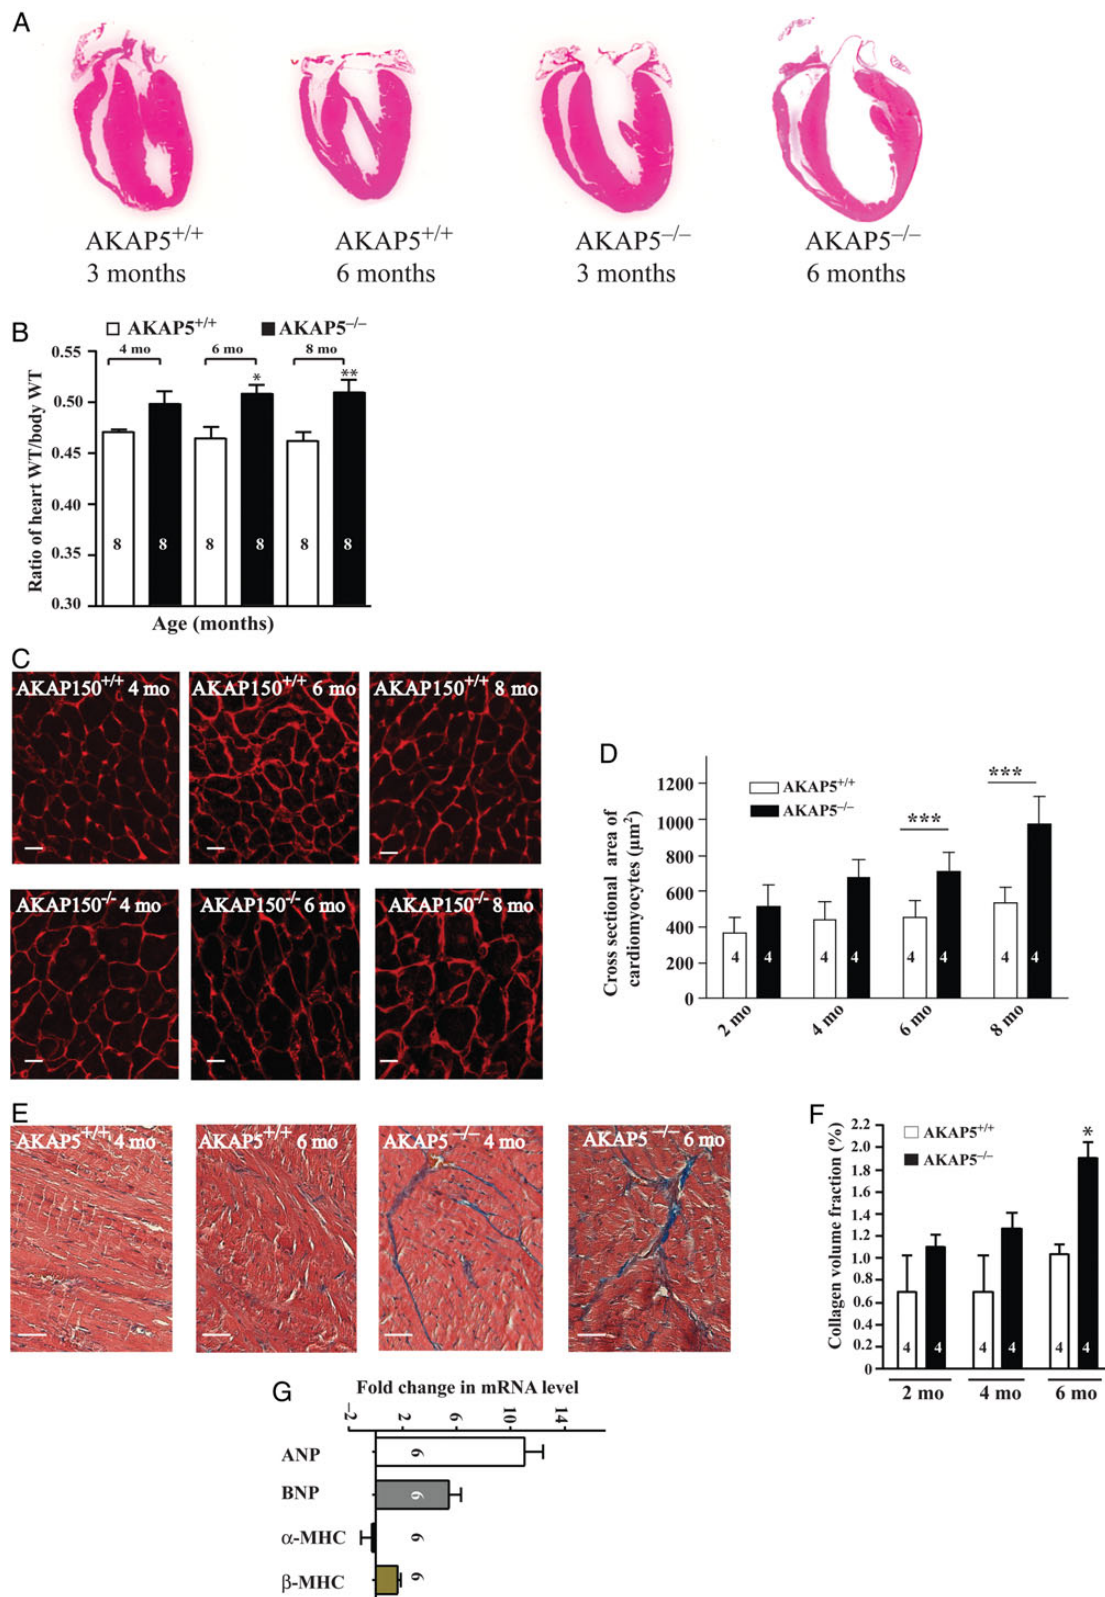 A
AKAP5+/+
3 months
AKAP5+/+
6 months
AKAP5–/–
3 months
AKAP5–/–
6 months
B
AKAP5+/+
AKAP5–/–
4 mo
6 mo
8 mo
*
**
Ratio of heart WT/body WT
0.55
0.50
0.45
0.40
0.35
0.30
8
8
8
8
8
8
Age (months)
C
AKAP150+/+ 4 mo
AKAP150+/+ 6 mo
AKAP150+/+ 8 mo
AKAP150-/- 4 mo
AKAP150-/- 6 mo
AKAP150-/- 8 mo
D
Cross sectional area of
cardiomyocytes (µm2)
1200
1000
800
600
400
200
0
AKAP5+/+
AKAP5–/–
***
***
4
4
4
4
4
4
4
4
2 mo
4 mo
6 mo
8 mo
E
AKAP5+/+ 4 mo
AKAP5+/+ 6 mo
AKAP5–/– 4 mo
AKAP5–/– 6 mo
F
Collagen volume fraction (%)
2.2
2.0
1.8
1.6
1.4
1.2
1.0
0.8
0.6
0.4
0.2
0
AKAP5+/+
AKAP5–/–
*
4
4
4
4
4
4
2 mo
4 mo
6 mo
G
Fold change in mRNA level
–2
2
6
10
14
ANP
6
BNP
6
α-MHC
6
β-MHC
6